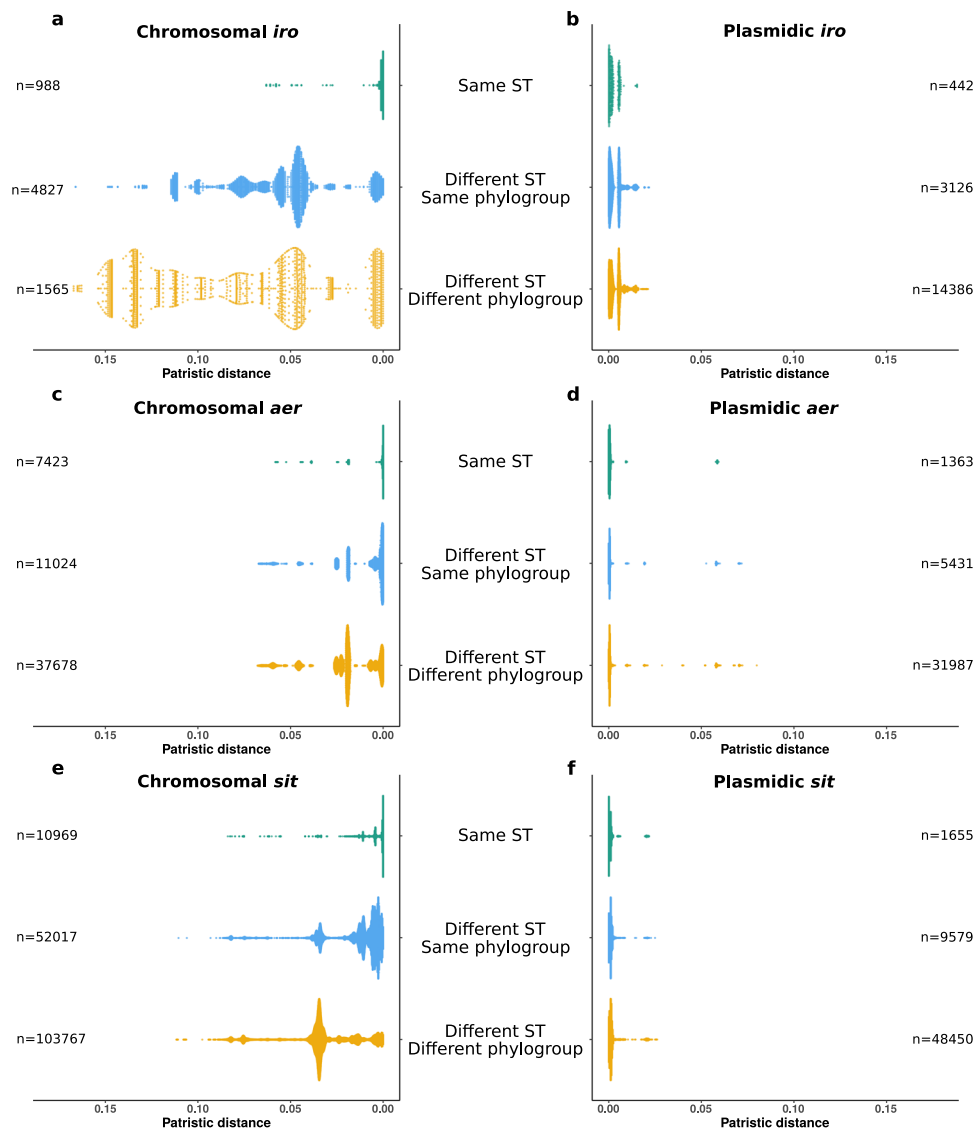 a
b
Chromosomal iro
Plasmidic iro
n=988
Same ST
n=442
n=4827
Different ST
Same phylogroup
n=3126
n=1565
Different ST
Different phylogroup
n=14386
0.15 0.10 0.05 0.00
Patristic distance
0.00 0.05 0.10 0.15
Patristic distance
c
d
Chromosomal aer
Plasmidic aer
n=7423
Same ST
n=1363
n=11024
Different ST
Same phylogroup
n=5431
n=37678
Different ST
Different phylogroup
n=31987
0.15 0.10 0.05 0.00
Patristic distance
0.00 0.05 0.10 0.15
Patristic distance
e
f
Chromosomal sit
Plasmidic sit
n=10969
Same ST
n=1655
n=52017
Different ST
Same phylogroup
n=9579
n=103767
Different ST
Different phylogroup
n=48450
0.15 0.10 0.05 0.00
Patristic distance
0.00 0.05 0.10 0.15
Patristic distance